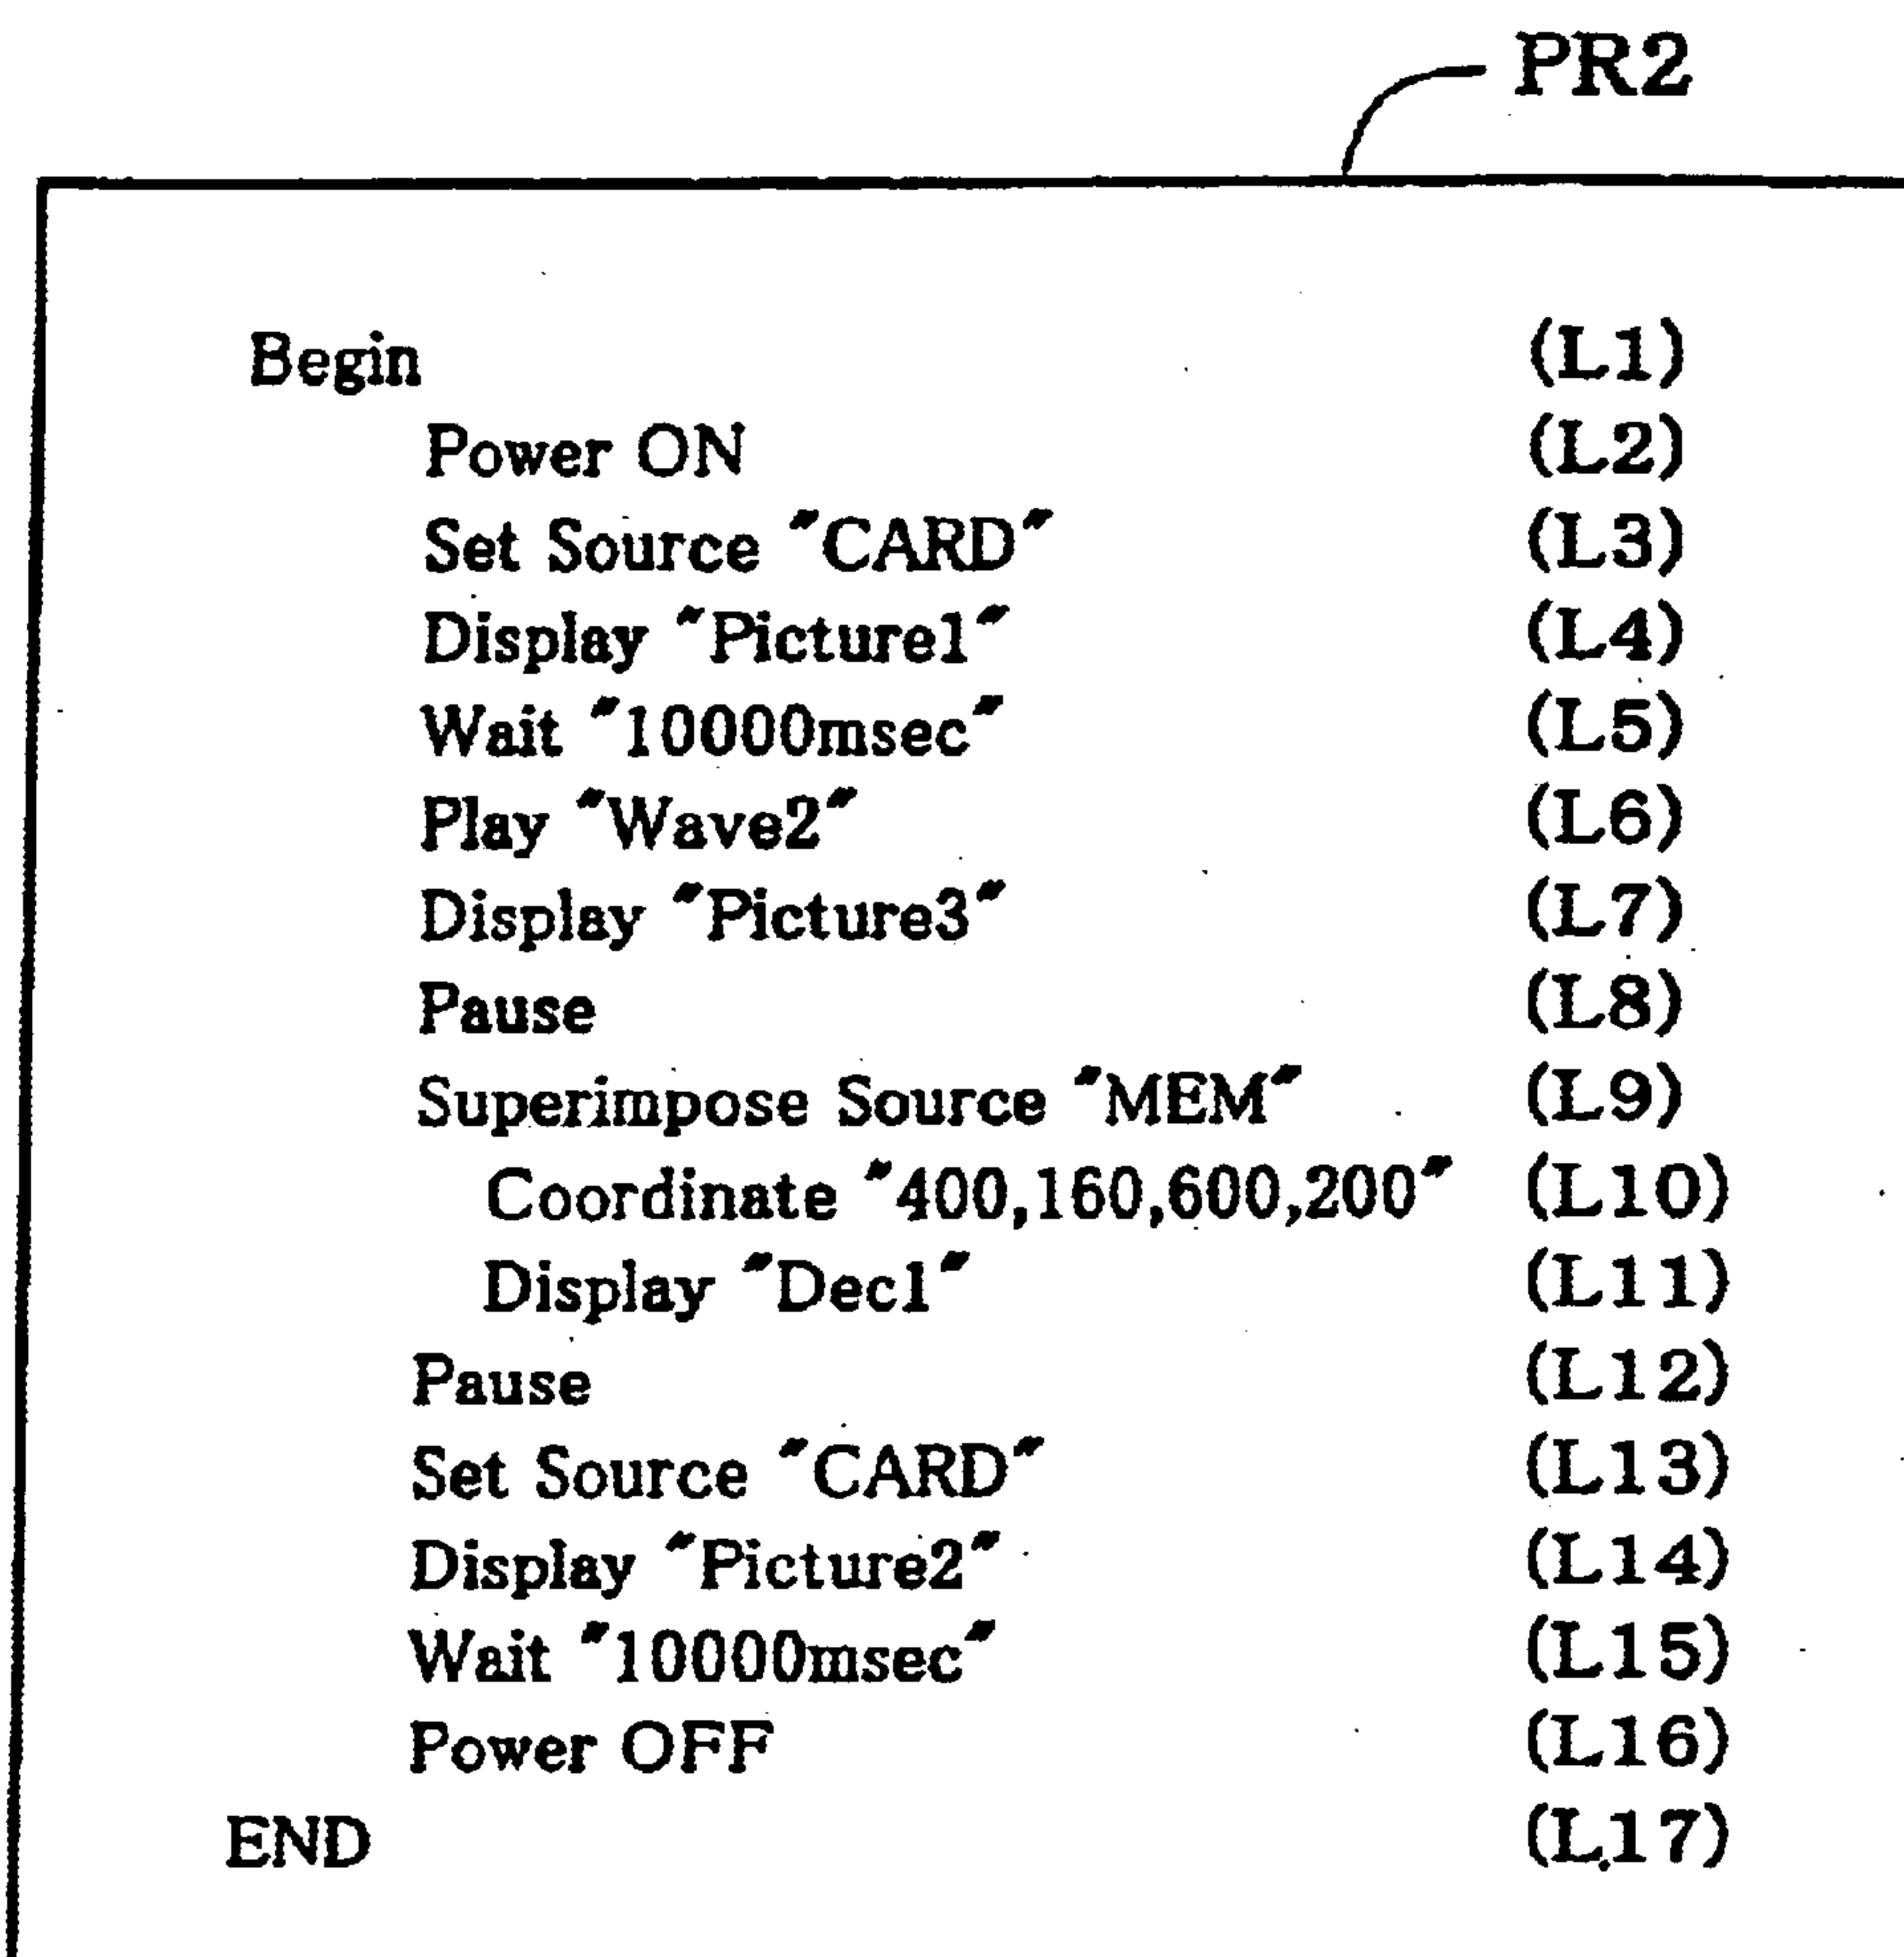 PR2
Begin (L1)
Power ON (L2)
Set Source "CARD" (L3)
Display "Picture1" (L4)
Wait "10000msec" (L5)
Play "Wave2" (L6)
Display "Picture3" (L7)
Pause (L8)
Superimpose Source "MEM" (L9)
Coordinate "400,160,600,200" (L10)
Display "Dec1" (L11)
Pause (L12)
Set Source "CARD" (L13)
Display "Picture2" (L14)
Wait "10000msec" (L15)
Power OFF (L16)
END (L17)